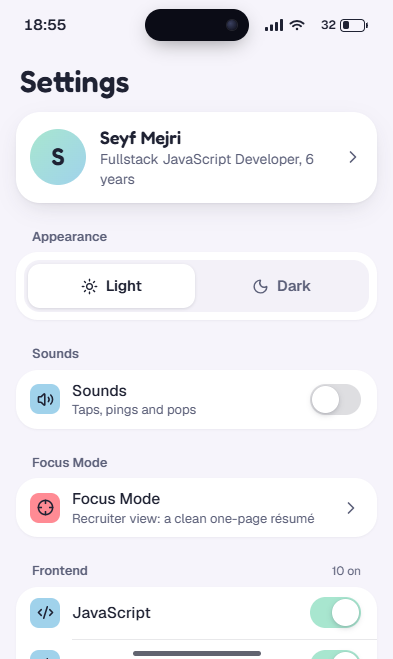 18:55
32
Settings
S
Seyf Mejri
Fullstack JavaScript Developer, 6
years
Appearance
Light
Dark
Sounds
Sounds
Taps, pings and pops
Focus Mode
Focus Mode
Recruiter view: a clean one-page résumé
Frontend
10 on
JavaScript